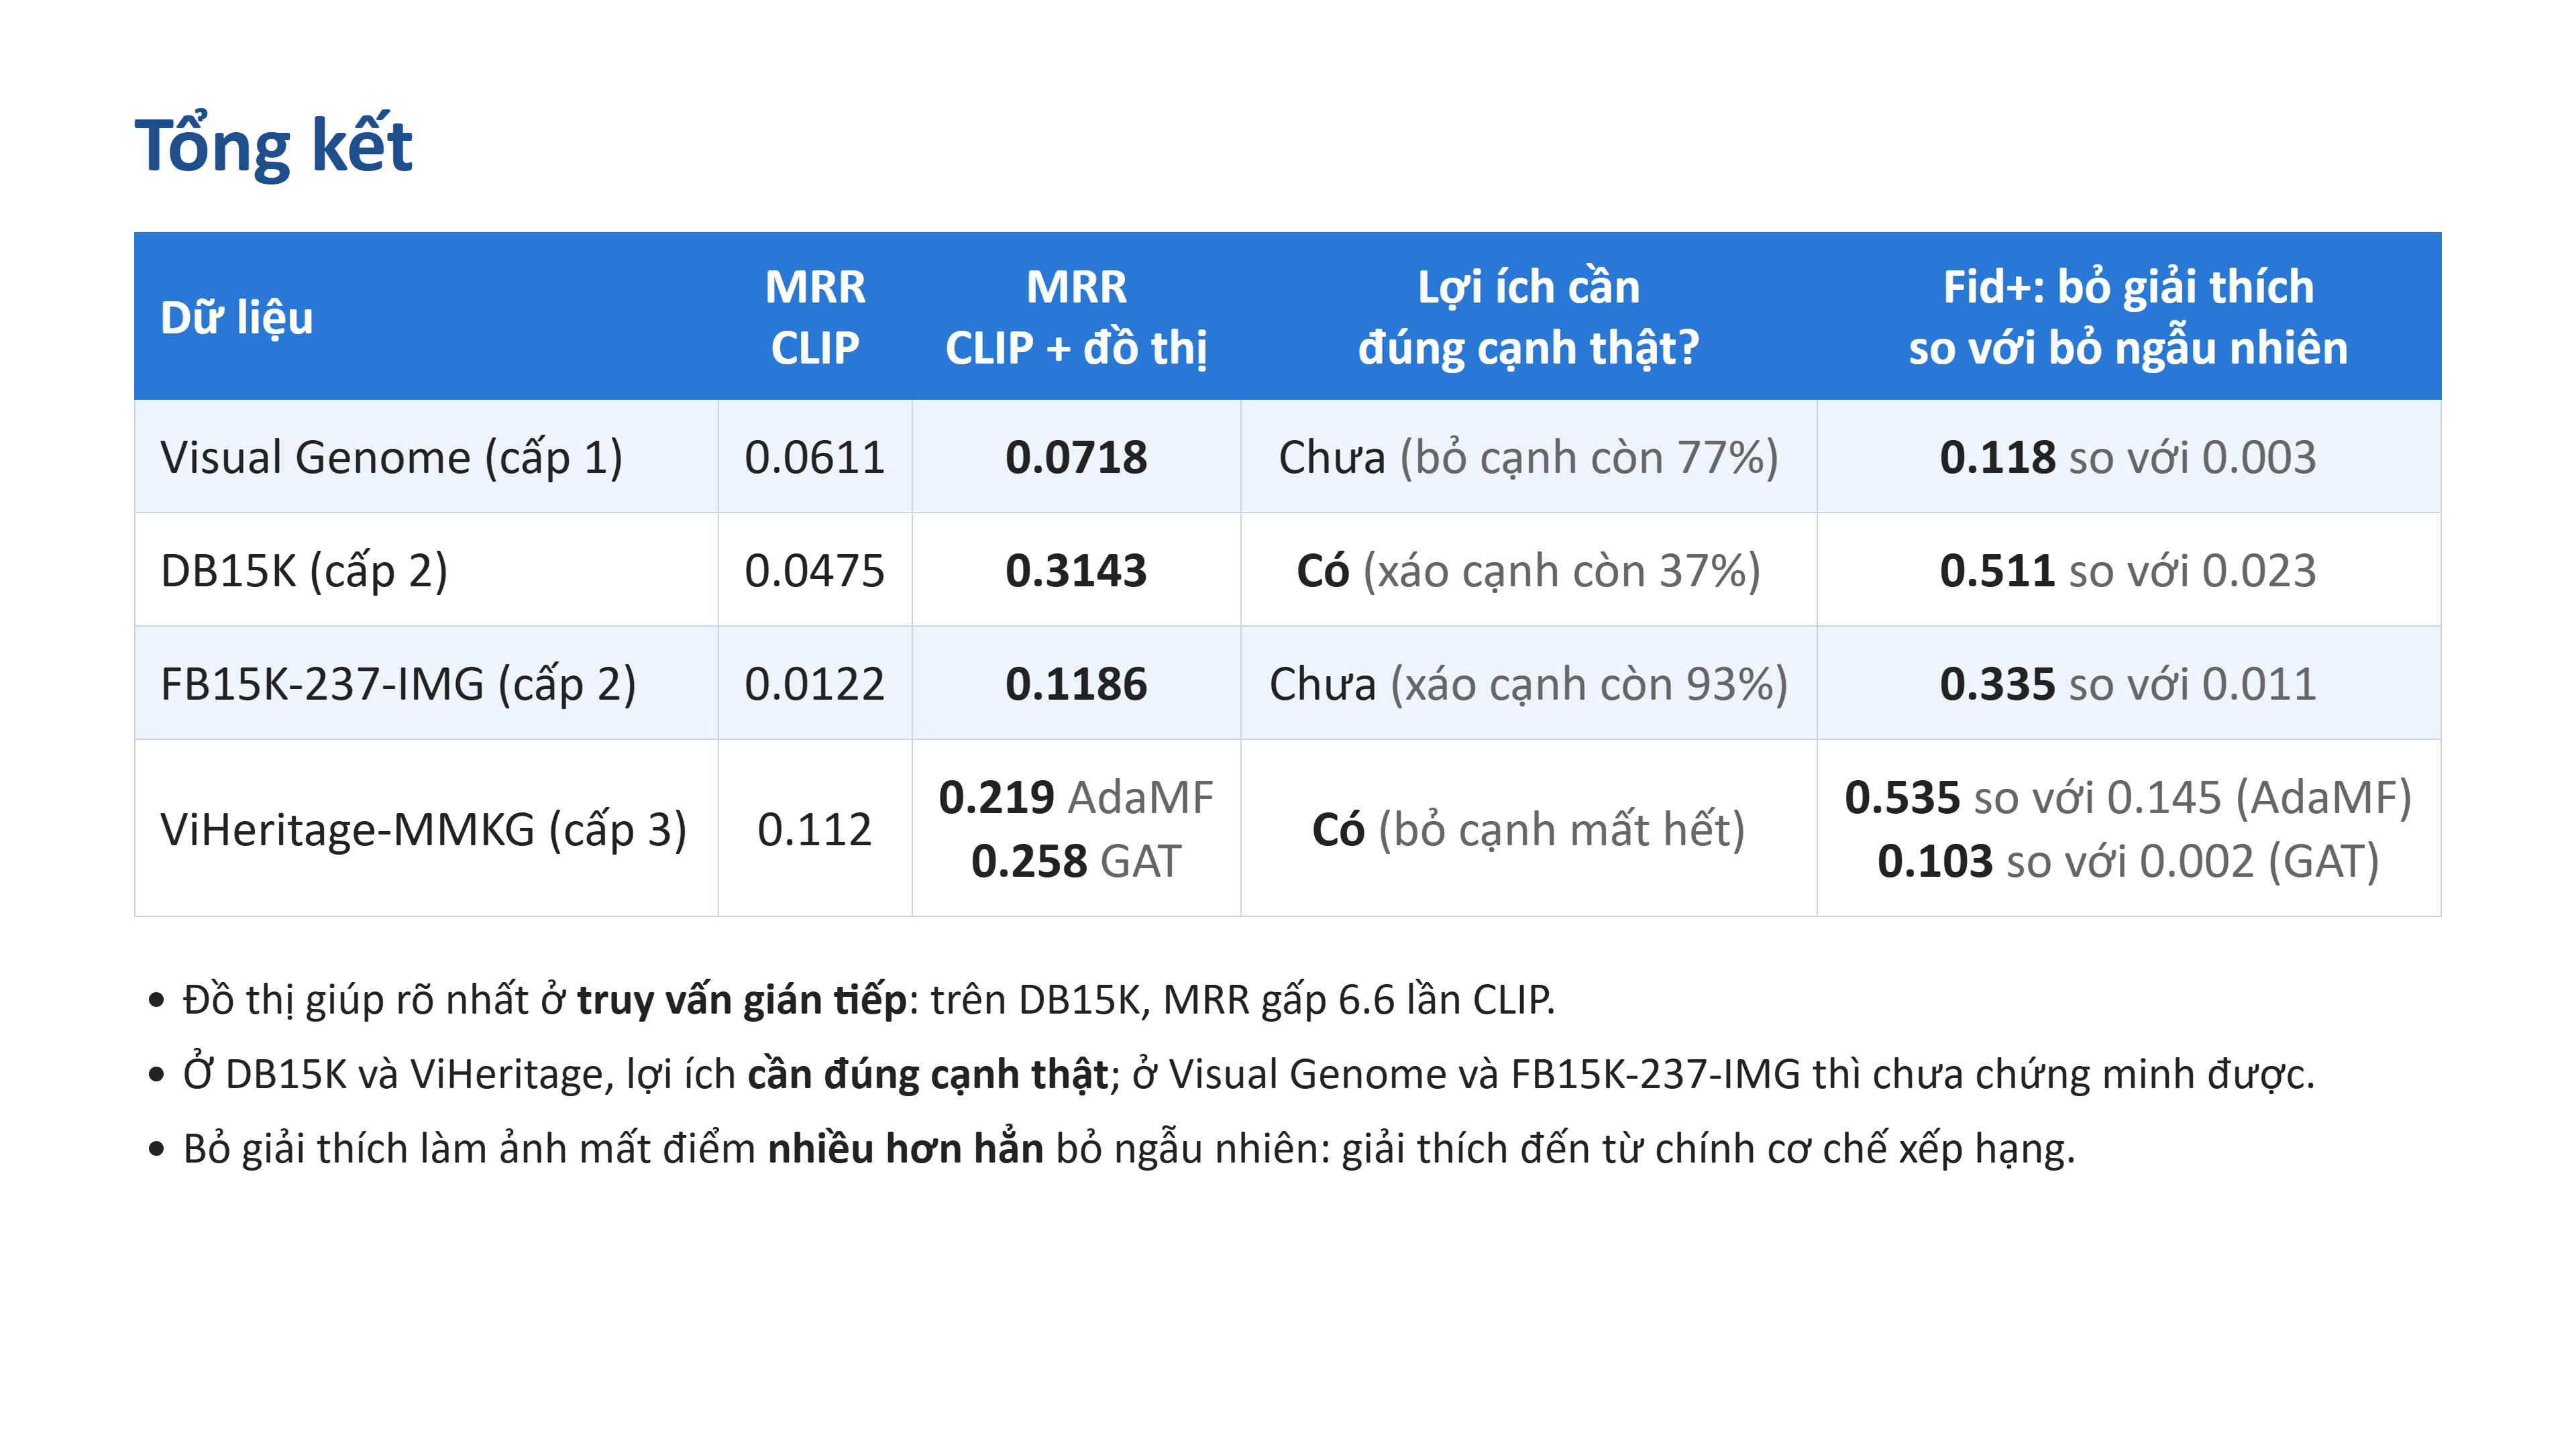 Tổng kết
Dữ liệu
MRR
CLIP
MRR
CLIP + đồ thị
Lợi ích cần
đúng cạnh thật?
Fid+: bỏ giải thích
so với bỏ ngẫu nhiên
Visual Genome (cấp 1) 0.0611 0.0718 Chưa (bỏ cạnh còn 77%) 0.118 so với 0.003
DB15K (cấp 2) 0.0475 0.3143 Có (xáo cạnh còn 37%) 0.511 so với 0.023
FB15K-237-IMG (cấp 2) 0.0122 0.1186 Chưa (xáo cạnh còn 93%) 0.335 so với 0.011
ViHeritage-MMKG (cấp 3) 0.112
0.219 AdaMF
0.258 GAT
Có (bỏ cạnh mất hết)
0.535 so với 0.145 (AdaMF)
0.103 so với 0.002 (GAT)
• Đồ thị giúp rõ nhất ở truy vấn gián tiếp: trên DB15K, MRR gấp 6.6 lần CLIP.
• Ở DB15K và ViHeritage, lợi ích cần đúng cạnh thật; ở Visual Genome và FB15K-237-IMG thì chưa chứng minh được.
• Bỏ giải thích làm ảnh mất điểm nhiều hơn hẳn bỏ ngẫu nhiên: giải thích đến từ chính cơ chế xếp hạng.